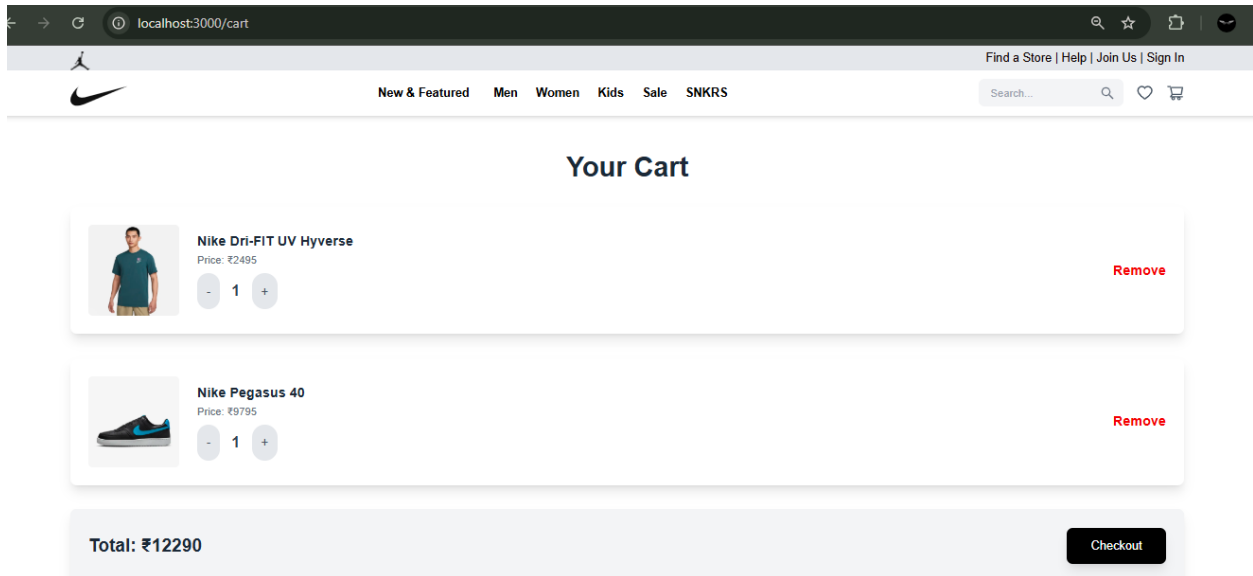 localhost:3000/cart
Find a Store | Help | Join Us | Sign In
New & Featured Men Women Kids Sale SNKRS Search...
Your Cart
Nike Dri-FIT UV Hyverse
Price: ₹2495
- 1 +
Remove
Nike Pegasus 40
Price: ₹9795
- 1 +
Remove
Total: ₹12290 Checkout